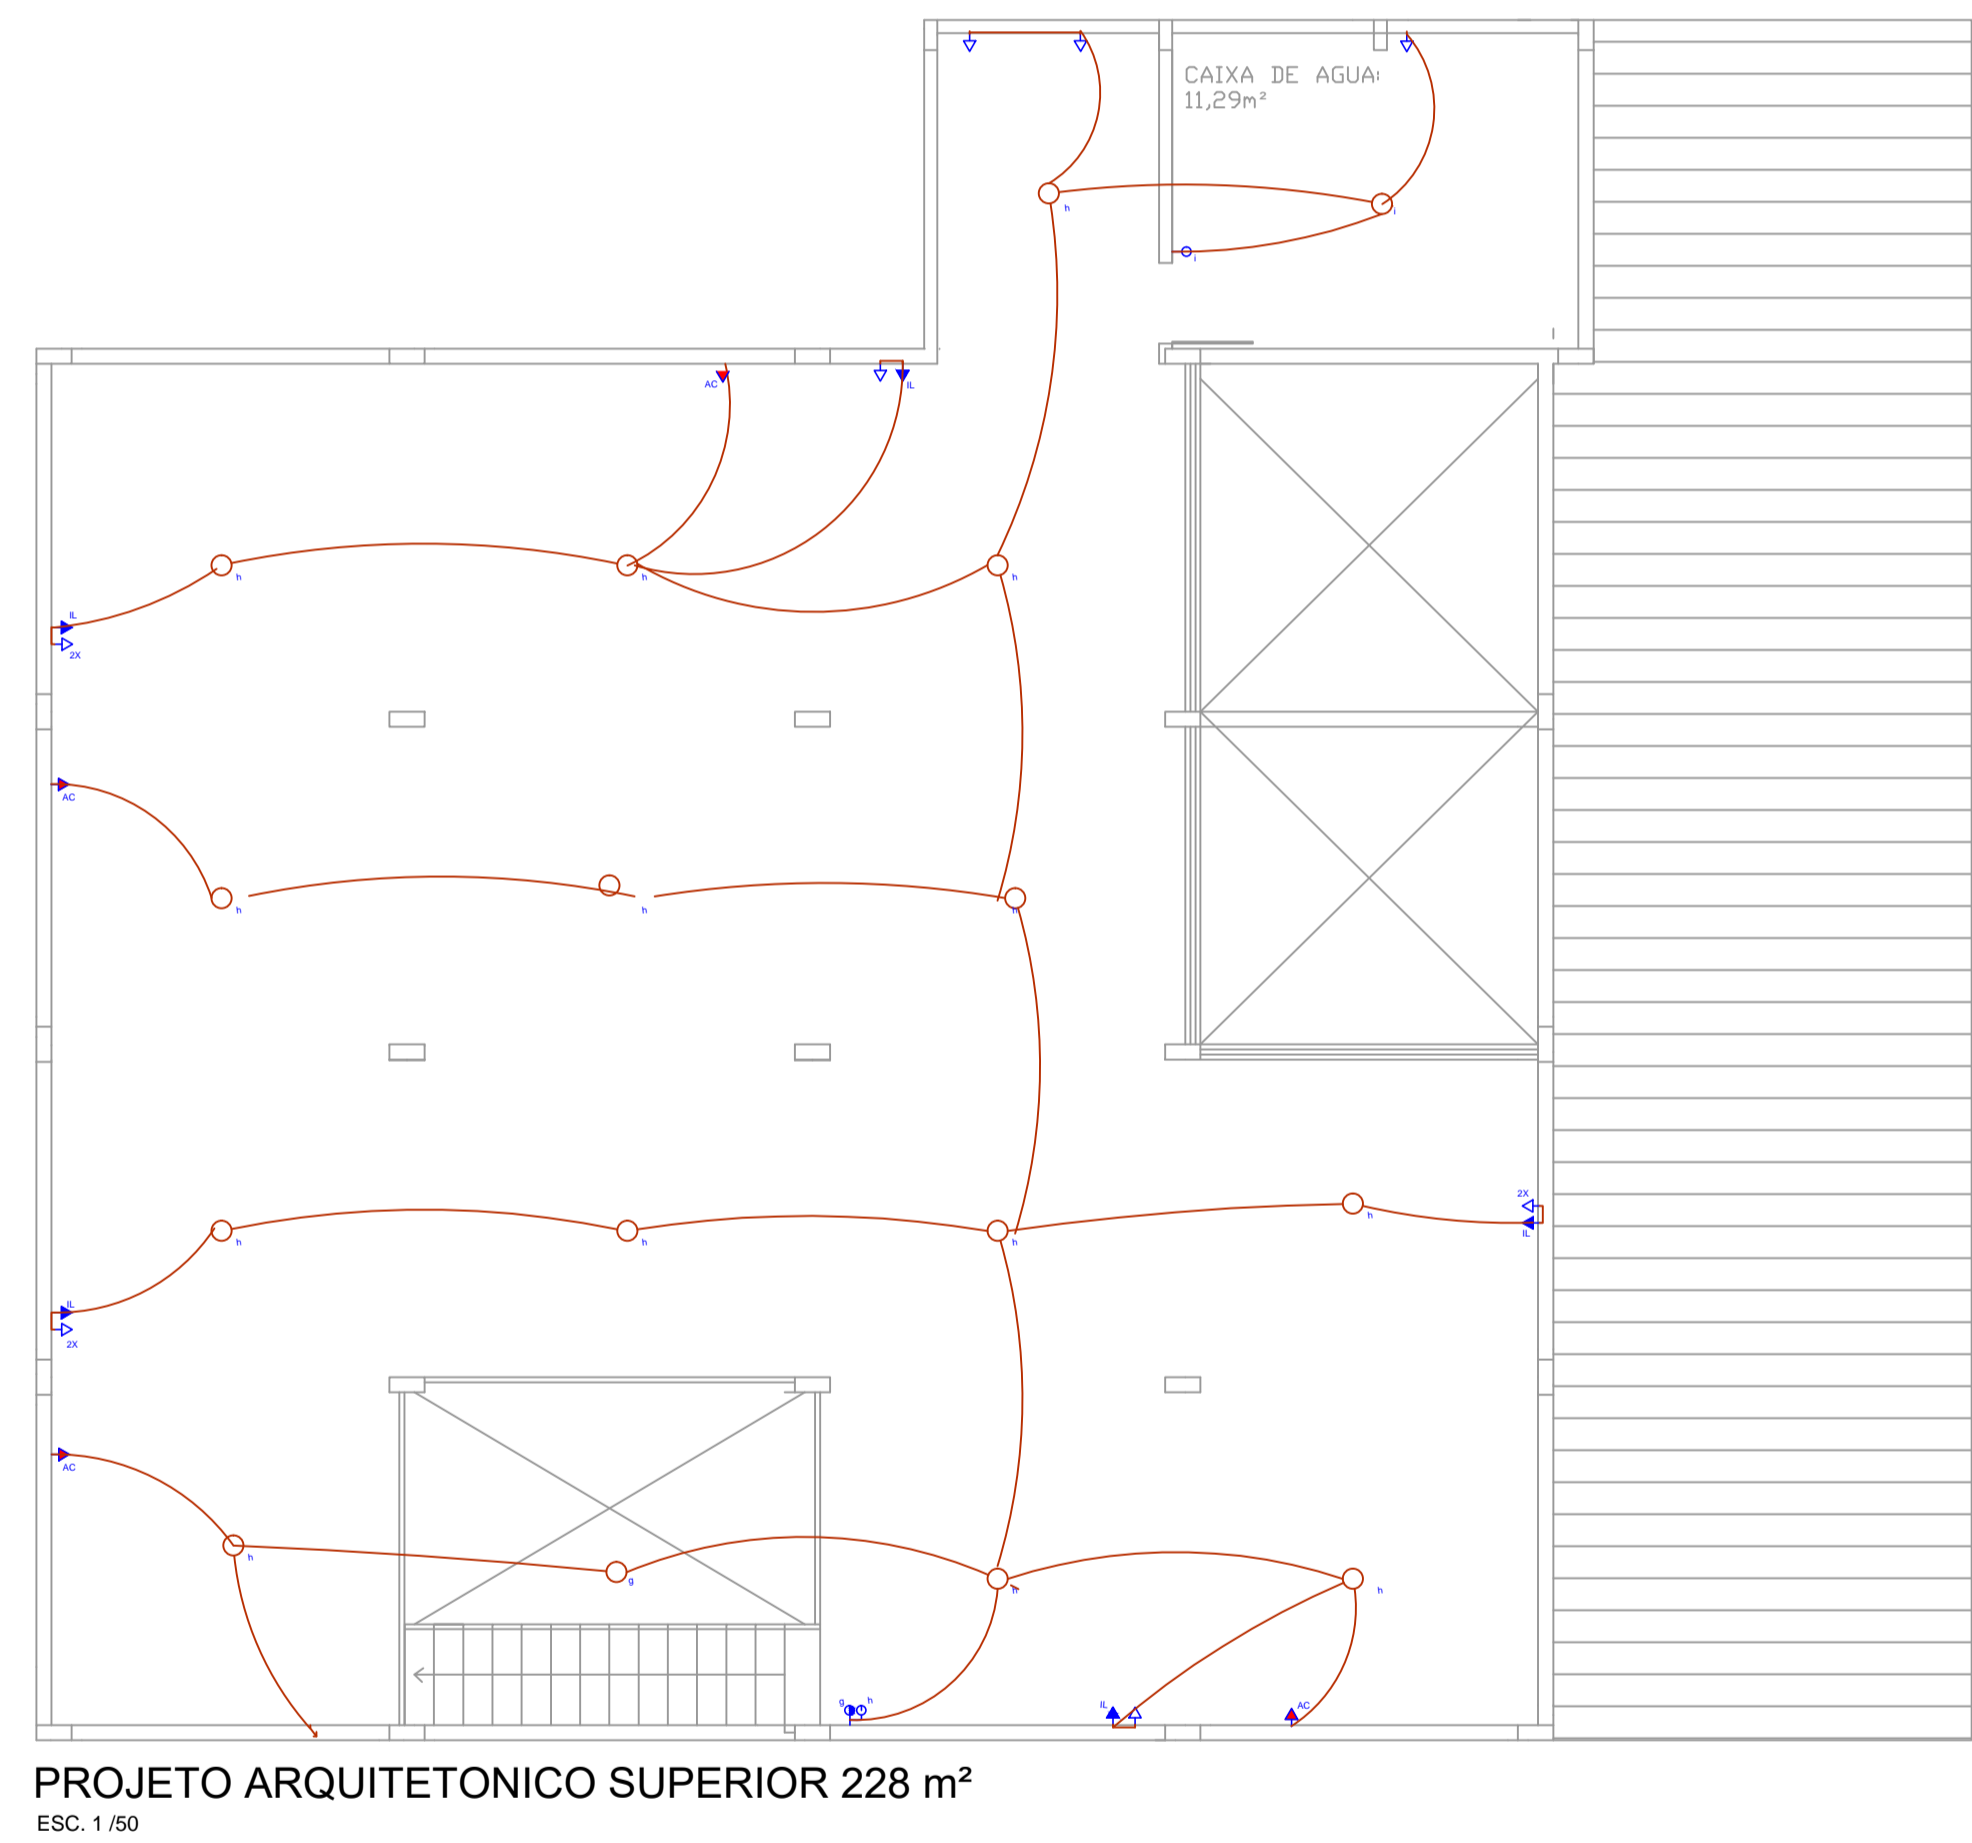 CAIXA DE AGUA:
11,29m²
h
i
i
AC
IL
h
h
h
IL
2X
AC
h
h
h
2X
IL
h
h
h
h
IL
2X
AC
h
g
h
h
g
h
IL
AC
PROJETO ARQUITETONICO SUPERIOR 228 m²
ESC. 1 /50